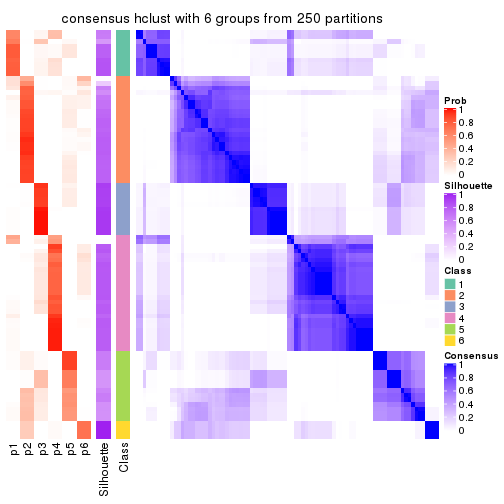 consensus hclust with 6 groups from 250 partitions
Prob
1
0.8
0.6
0.4
0.2
0
Silhouette
1
0.8
0.6
0.4
0.2
0
Class
1
2
3
4
5
6
Consensus
1
0.8
0.6
0.4
0.2
0
p1
p2
p3
p4
p5
p6
Silhouette
Class